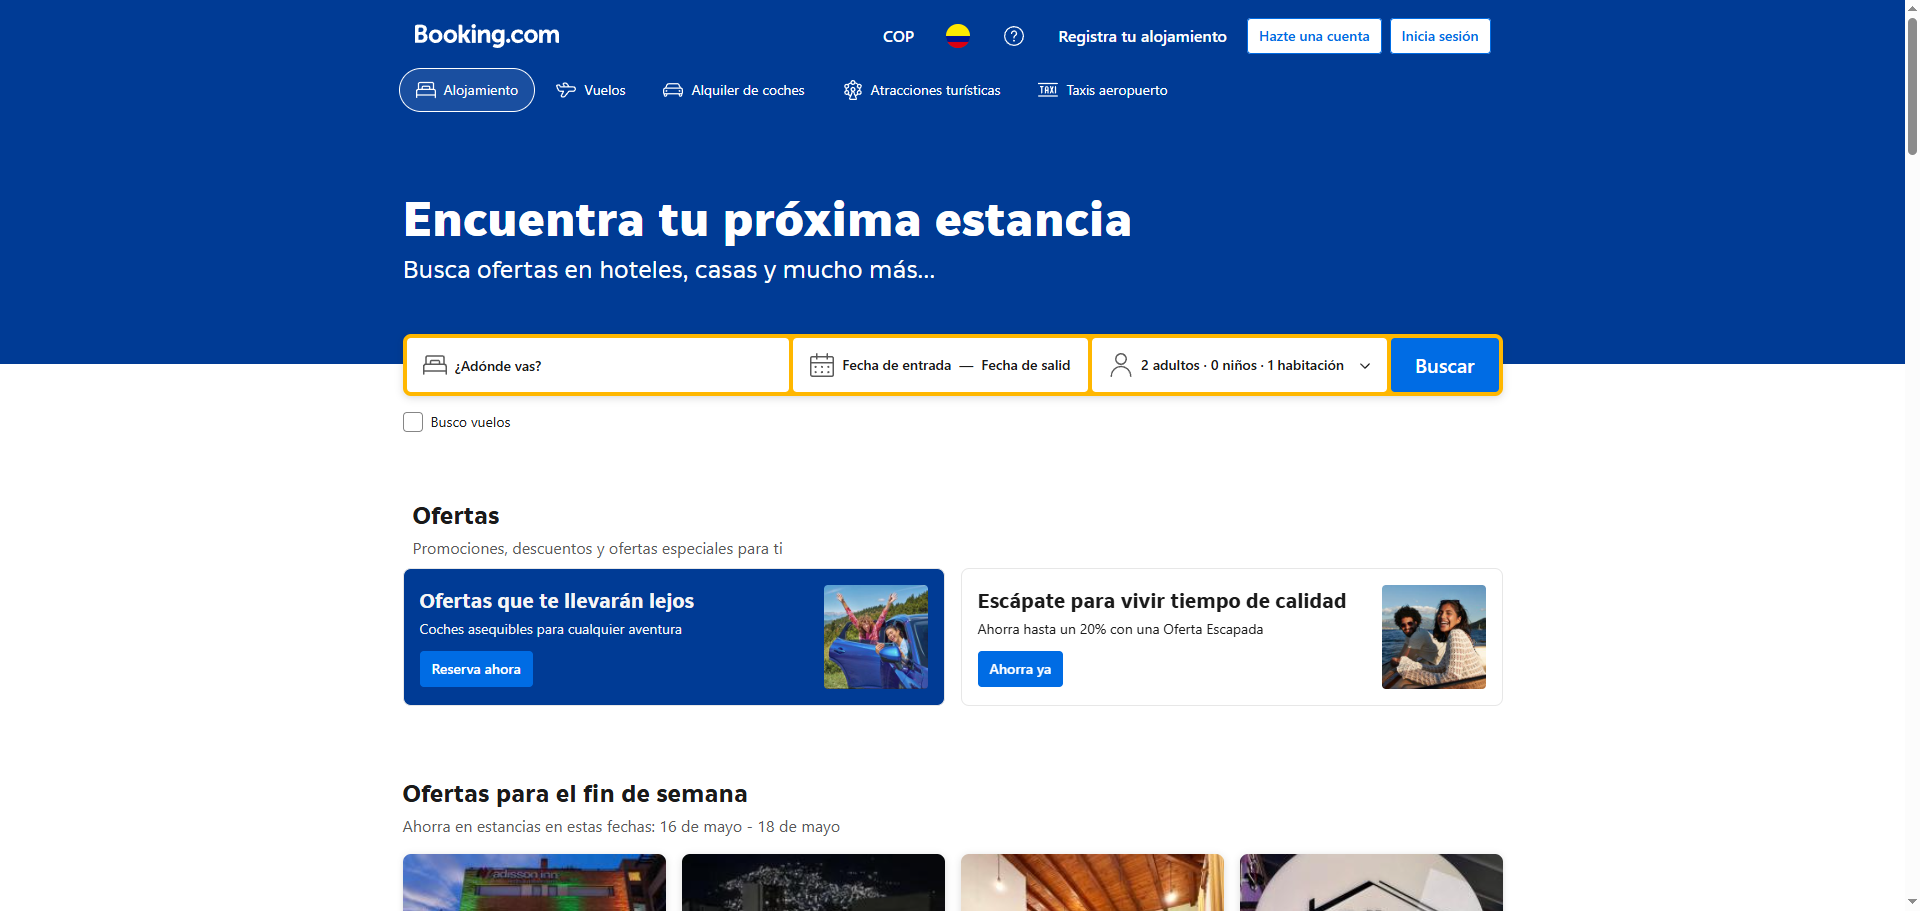 Booking.com
COP
Registra tu alojamiento
Hazte una cuenta
Inicia sesión
Alojamiento
Vuelos
Alquiler de coches
Atracciones turísticas
TAXI
Taxis aeropuerto
Encuentra tu próxima estancia
Busca ofertas en hoteles, casas y mucho más...
¿Adónde vas?
Fecha de entrada — Fecha de salid
2 adultos · 0 niños · 1 habitación
Buscar
Busco vuelos
Ofertas
Promociones, descuentos y ofertas especiales para ti
Ofertas que te llevarán lejos
Coches asequibles para cualquier aventura
Reserva ahora
Escápate para vivir tiempo de calidad
Ahorra hasta un 20% con una Oferta Escapada
Ahorra ya
Ofertas para el fin de semana
Ahorra en estancias en estas fechas: 16 de mayo - 18 de mayo
adisson inn